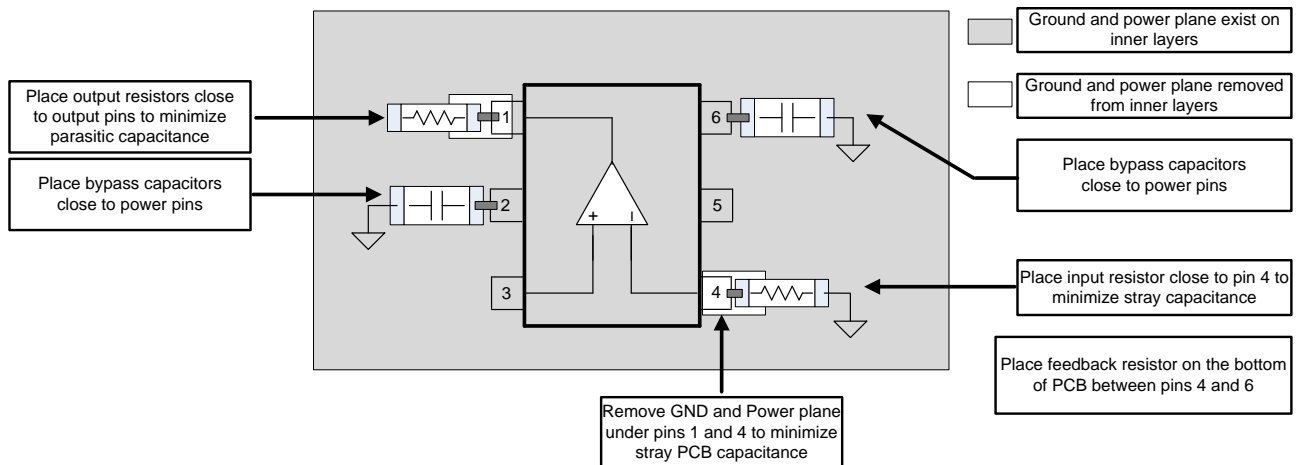 Ground and power plane exist on
inner layers
Ground and power plane removed
from inner layers
Place output resistors close
to output pins to minimize
parasitic capacitance
Place bypass capacitors
close to power pins
1
6
2
5
+
–
3
4
Place bypass capacitors
close to power pins
Place input resistor close to pin 4 to
minimize stray capacitance
Place feedback resistor on the bottom
of PCB between pins 4 and 6
Remove GND and Power plane
under pins 1 and 4 to minimize
stray PCB capacitance